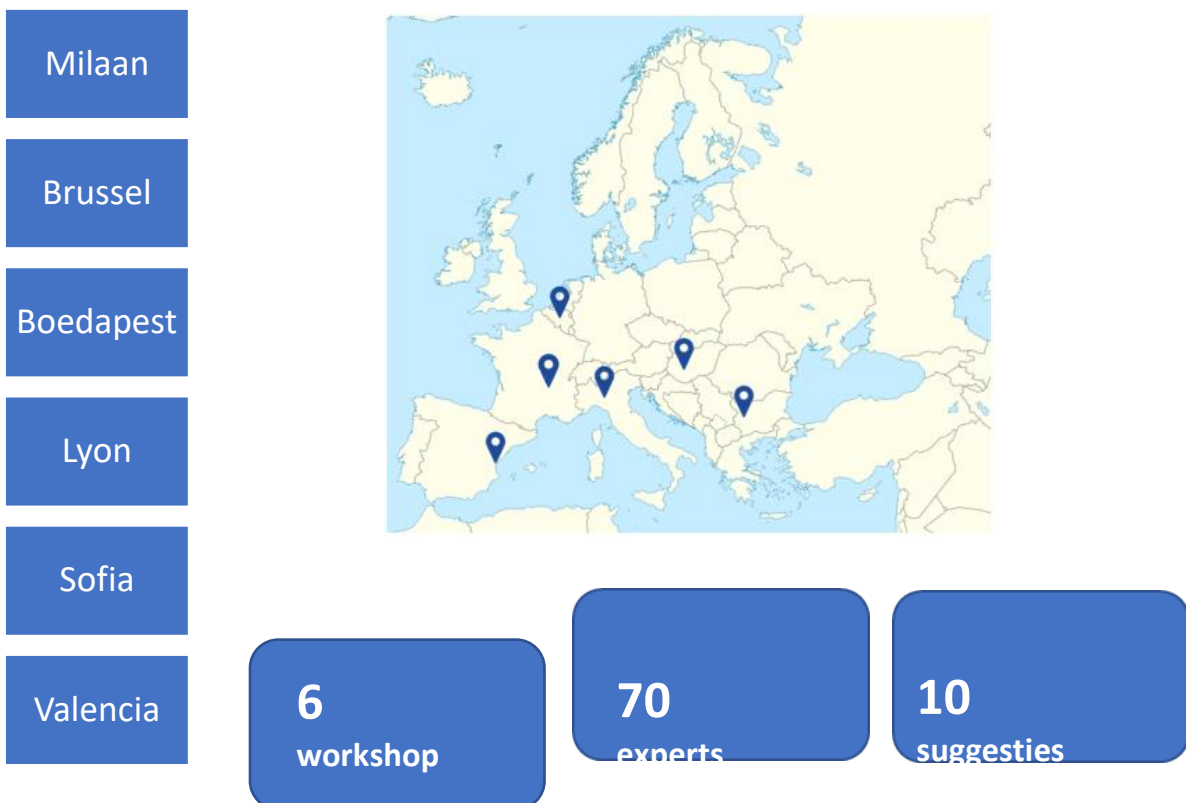 Milaan
Brussel
Boedapest
Lyon
Sofia
Valencia
6
workshop
70
experts
10
suggesties